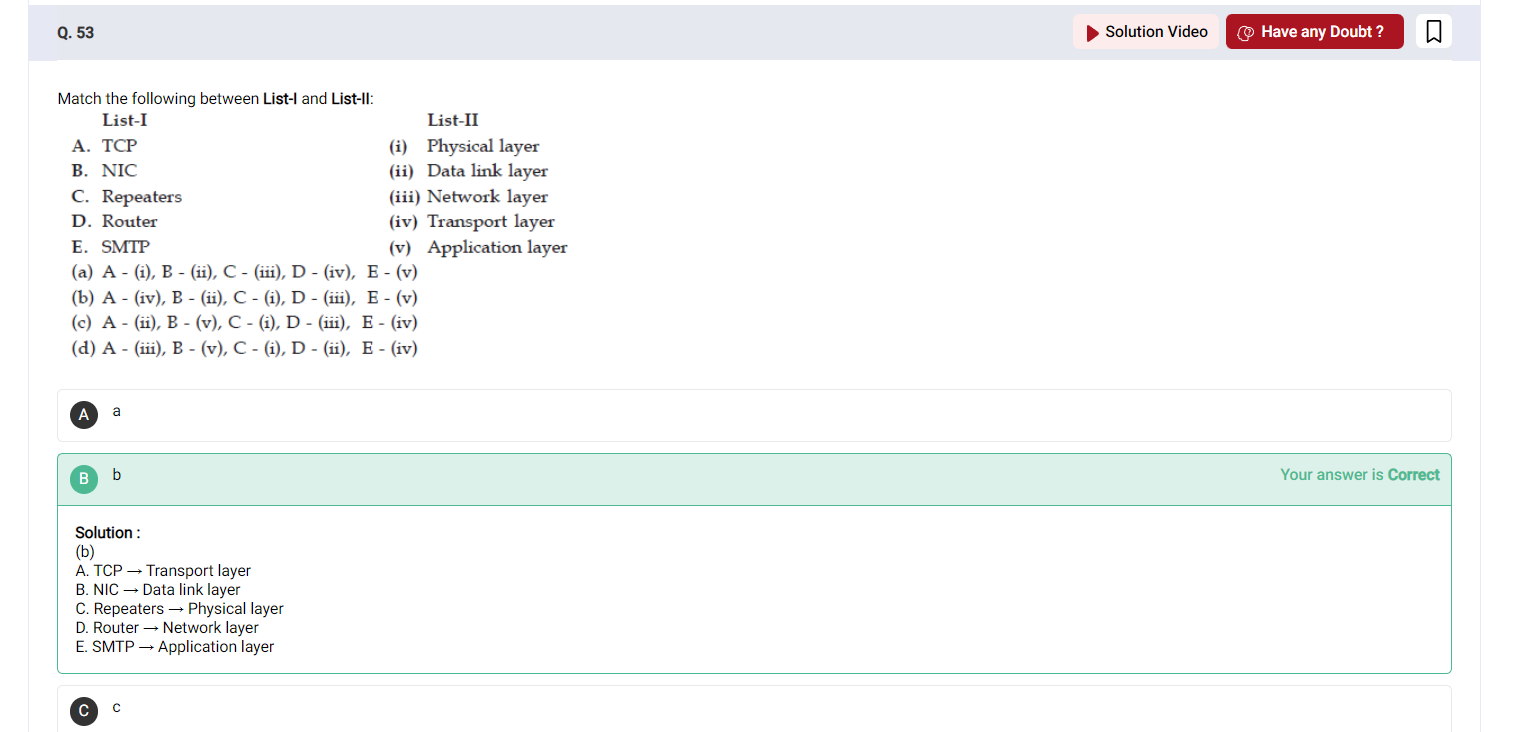 Q. 53
Solution Video
Have any Doubt ?
Match the following between List-I and List-II:
List-I List-II
A. TCP (i) Physical layer
B. NIC (ii) Data link layer
C. Repeaters (iii) Network layer
D. Router (iv) Transport layer
E. SMTP (v) Application layer
(a) A - (i), B - (ii), C - (iii), D - (iv), E - (v)
(b) A - (iv), B - (ii), C - (i), D - (iii), E - (v)
(c) A - (ii), B - (v), C - (i), D - (iii), E - (iv)
(d) A - (iii), B - (v), C - (i), D - (ii), E - (iv)
A a
B b Your answer is Correct
Solution :
(b)
A. TCP → Transport layer
B. NIC → Data link layer
C. Repeaters → Physical layer
D. Router → Network layer
E. SMTP → Application layer
C c